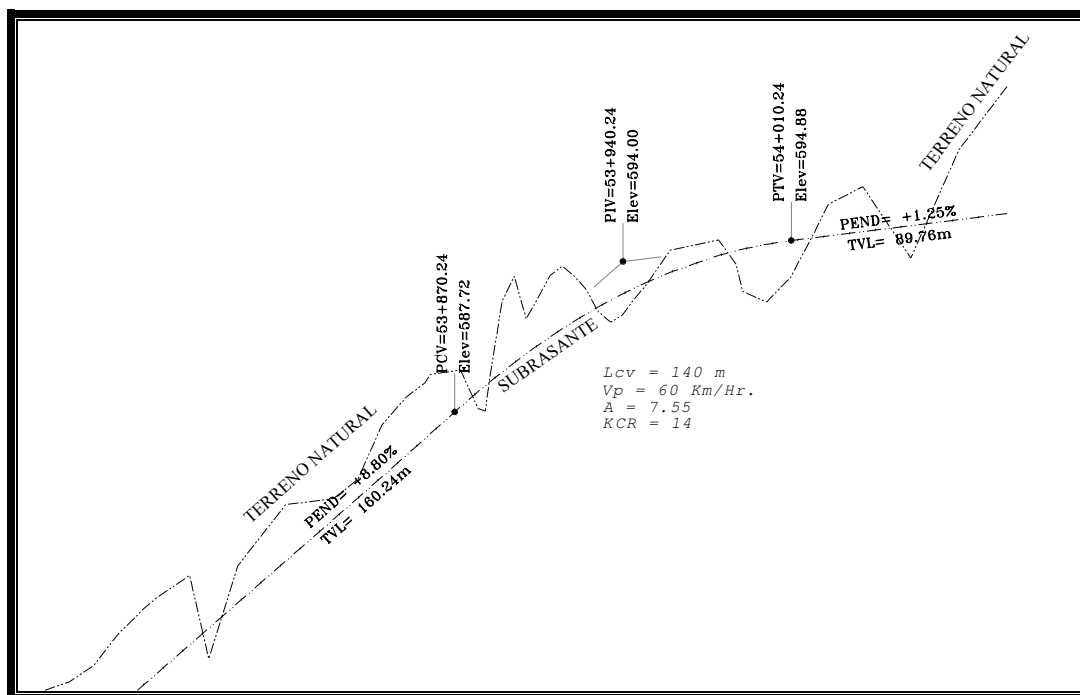 TERRENO NATURAL
PTV=54+010.24
Elev=594.88
PIV=53+940.24
Elev=594.00
PEND= +1.25%
TVL= 89.76m
PCV=53+870.24
Elev=587.72
SUBRASANTE
Lcv = 140 m
Vp = 60 Km/Hr.
A = 7.55
KCR = 14
TERRENO NATURAL
PEND= +8.80%
TVL= 160.24m